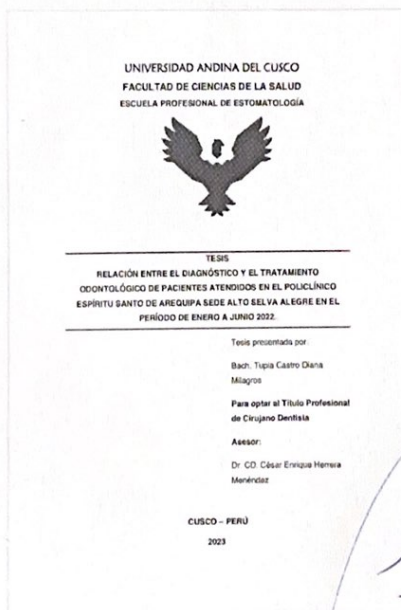 UNIVERSIDAD ANDINA DEL CUSCO
FACULTAD DE CIENCIAS DE LA SALUD
ESCUELA PROFESIONAL DE ESTOMATOLOGÍA
TESIS
RELACIÓN ENTRE EL DIAGNÓSTICO Y EL TRATAMIENTO
ODONTOLÓGICO DE PACIENTES ATENDIDOS EN EL POLICLÍNICO
ESPÍRITU SANTO DE AREQUIPA SEDE ALTO SELVA ALEGRE EN EL
PERÍODO DE ENERO A JUNIO 2022.
Tesis presentada por:
Bach. Tupia Castro Diana
Milagros
Para optar el Título Profesional
de Cirujano Dentista
Asesor:
Dr. CD. César Enrique Herrera
Menéndez
CUSCO – PERÚ
2023